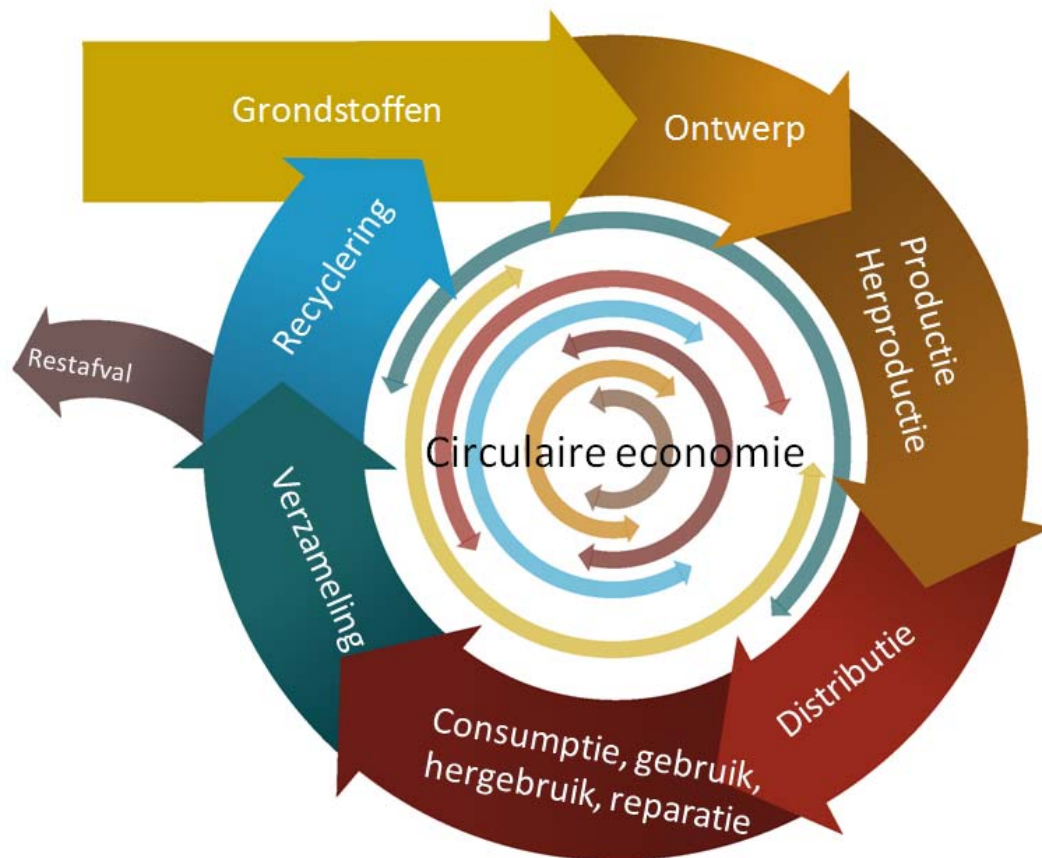 Grondstoffen
Ontwerp
Productie
Herproductie
Distributie
Consumptie, gebruik,
hergebruik, reparatie
Verzameling
Recyclering
Restafval
Circulaire economie